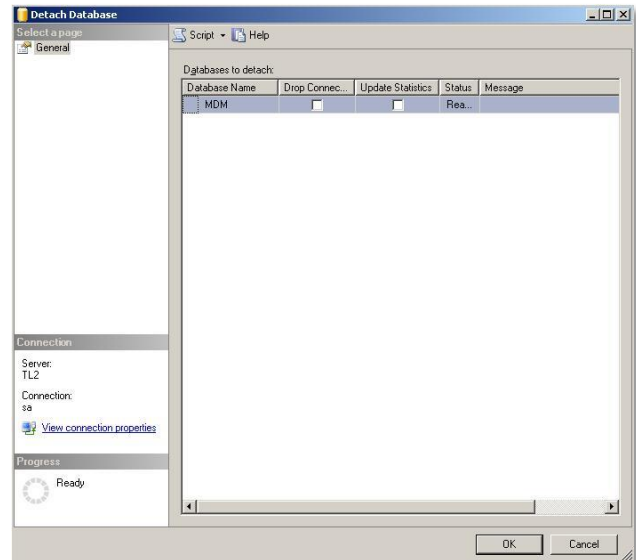 Detach Database
Select a page
General
Script
Help
Databases to detach:
Database Name
Drop Connec...
Update Statistics
Status
Message
MDM
Rea...
Connection
Server:
TL2
Connection:
sa
View connection properties
Progress
Ready
OK
Cancel